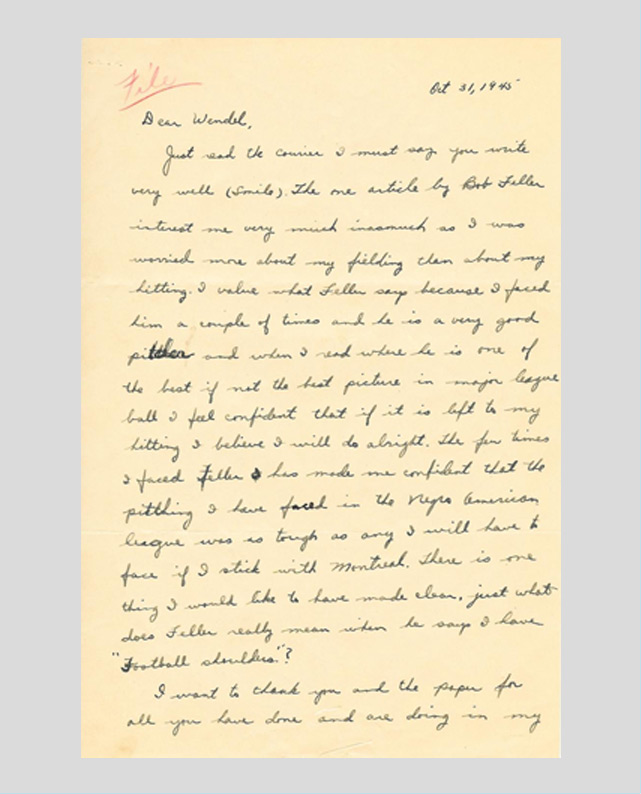 File
Oct 31, 1945
Dear Wendel,
Just read the courier I must say you write
very well (Smile). The one article by Bob Feller
interest me very much inasmuch as I was
worried more about my fielding than about my
hitting. I value what Feller says because I faced
him a couple of times and he is a very good
pitcher and when I read where he is one of
the best if not the best picture in major league
ball I feel confident that if it is left to my
hitting I believe I will do alright. The few times
I faced Feller has made me confident that the
pitching I have faced in the Negro American
league was as tough as any I will have to
face if I stick with Montreal. There is one
thing I would like to have made clear, just what
does Feller really mean when he says I have
"Football shoulders."?
I want to thank you and the paper for
all you have done and are doing in my